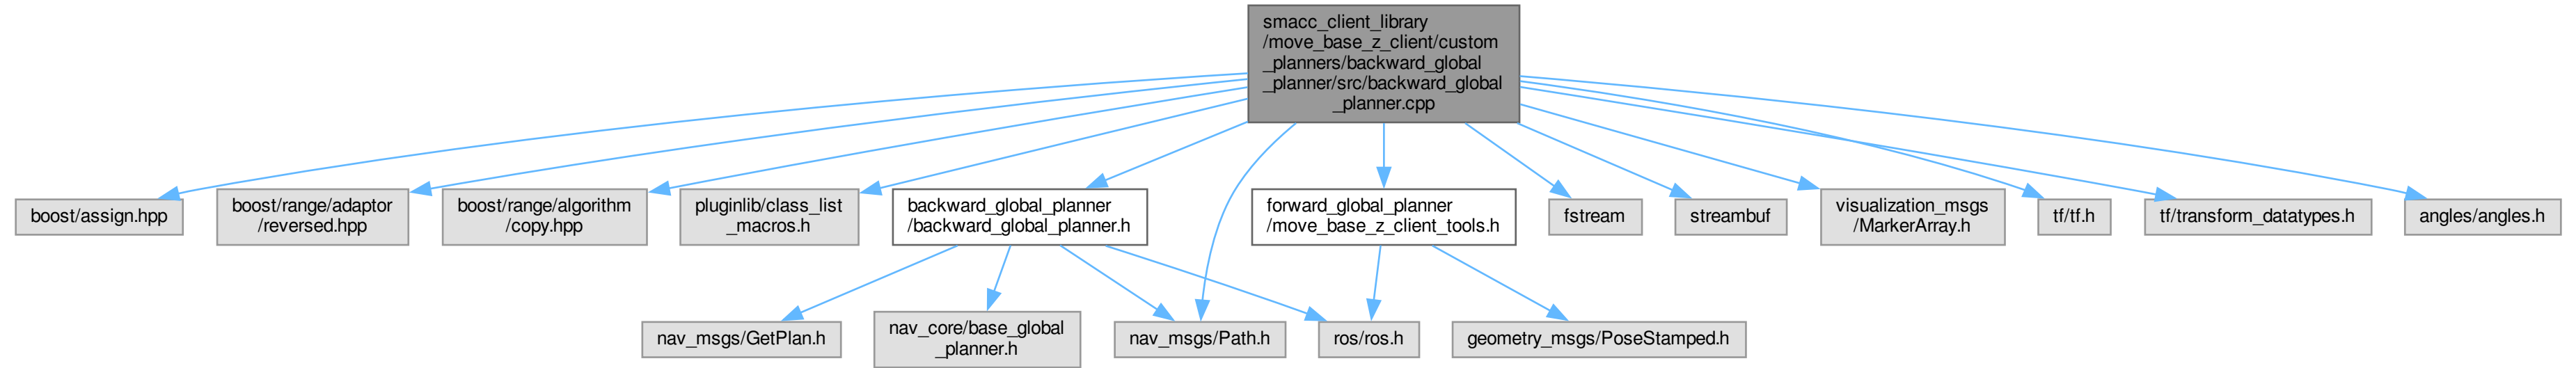 smacc_client_library
/move_base_z_client/custom
_planners/backward_global
_planner/src/backward_global
_planner.cpp
boost/assign.hpp
boost/range/adaptor
/reversed.hpp
boost/range/algorithm
/copy.hpp
pluginlib/class_list
_macros.h
backward_global_planner
/backward_global_planner.h
forward_global_planner
/move_base_z_client_tools.h
fstream
streambuf
visualization_msgs
/MarkerArray.h
tf/tf.h
tf/transform_datatypes.h
angles/angles.h
nav_msgs/GetPlan.h
nav_core/base_global
_planner.h
nav_msgs/Path.h
ros/ros.h
geometry_msgs/PoseStamped.h